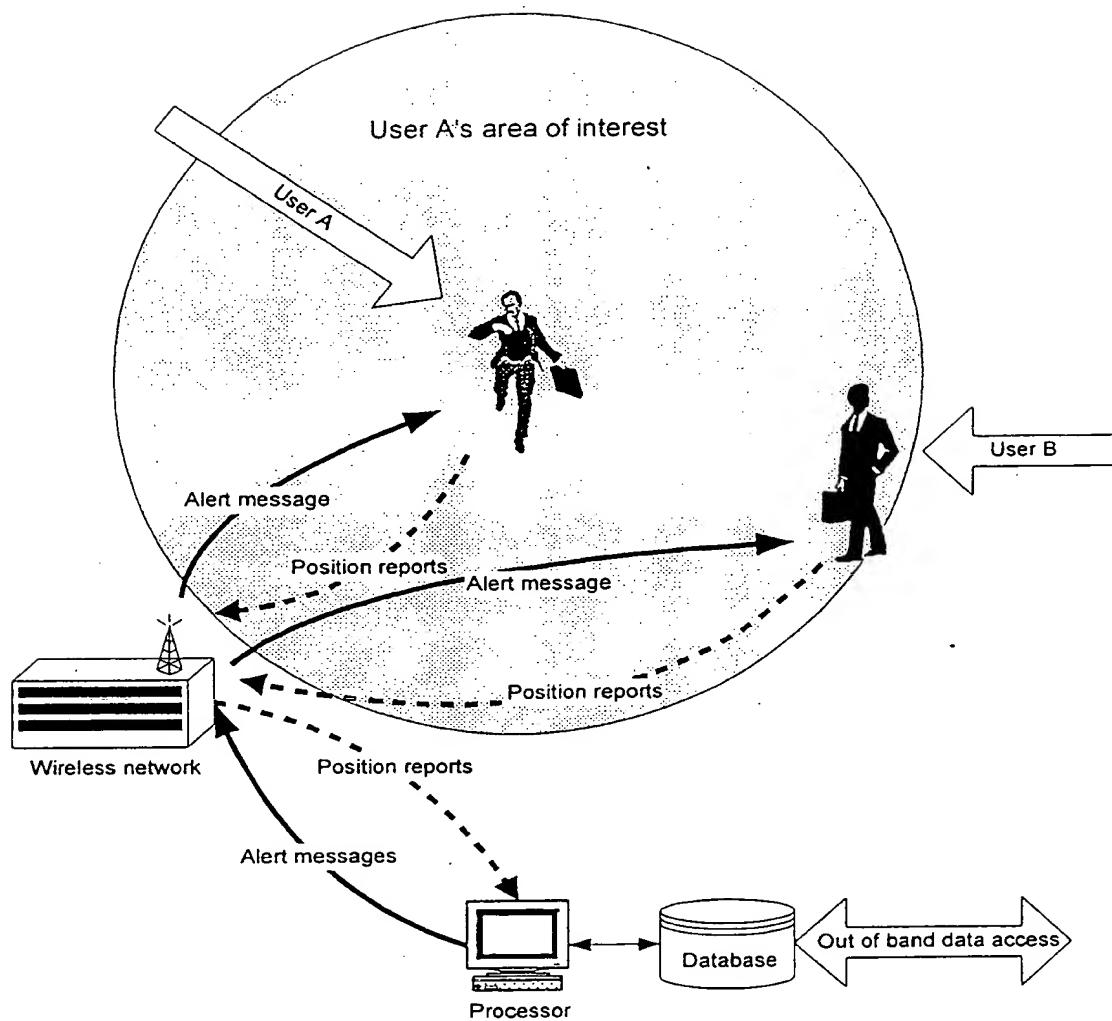 User A's area of interest
User A
User B
Alert message
Position reports
Alert message
Position reports
Wireless network
Position reports
Alert messages
Processor
Database
Out of band data access